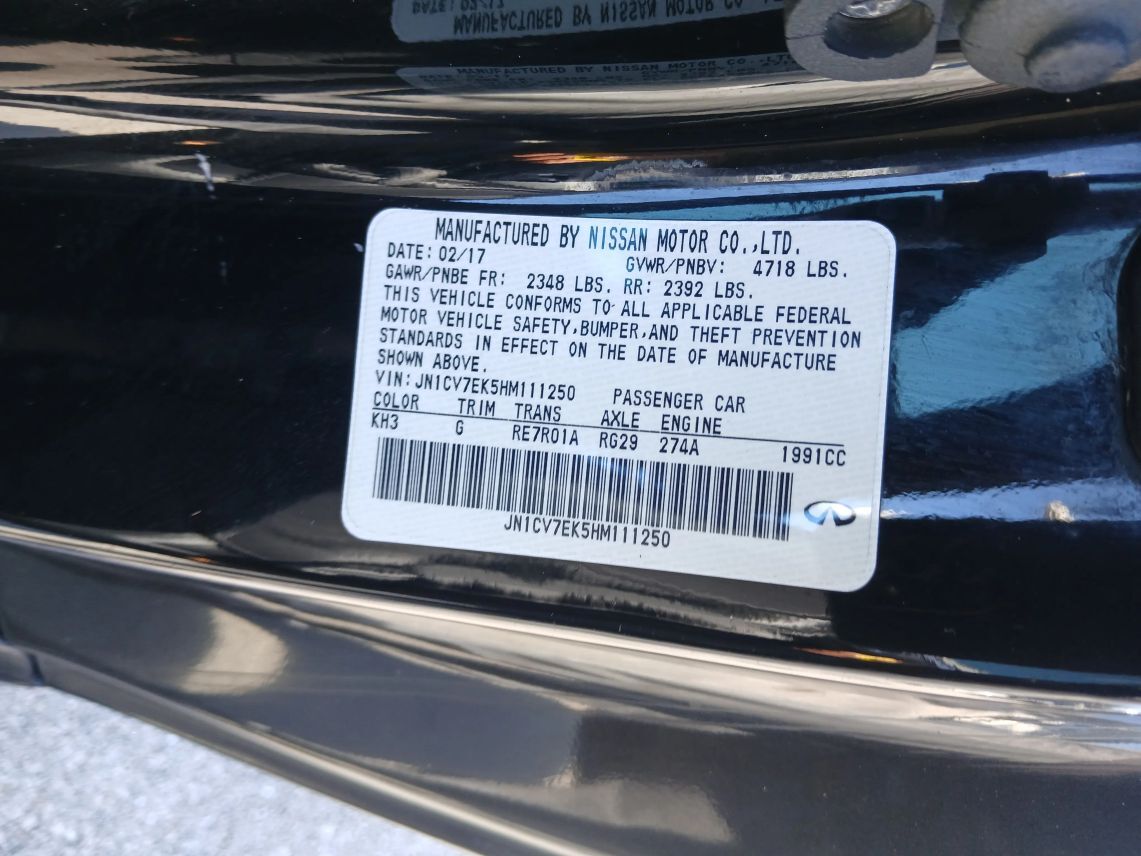 MANUFACTURED BY NISSAN MOTOR CO.,LTD.
MANUFACTURED BY NISSAN MOTOR CO.,LTD.
DATE: 02/17 GVWR/PNBV: 4718 LBS.
GAWR/PNBE FR: 2348 LBS. RR: 2392 LBS.
THIS VEHICLE CONFORMS TO ALL APPLICABLE FEDERAL
MOTOR VEHICLE SAFETY,BUMPER,AND THEFT PREVENTION
STANDARDS IN EFFECT ON THE DATE OF MANUFACTURE
SHOWN ABOVE.
VIN:JN1CV7EK5HM111250 PASSENGER CAR
COLOR TRIM TRANS AXLE ENGINE
KH3 G RE7R01A RG29 274A 1991CC
JN1CV7EK5HM111250